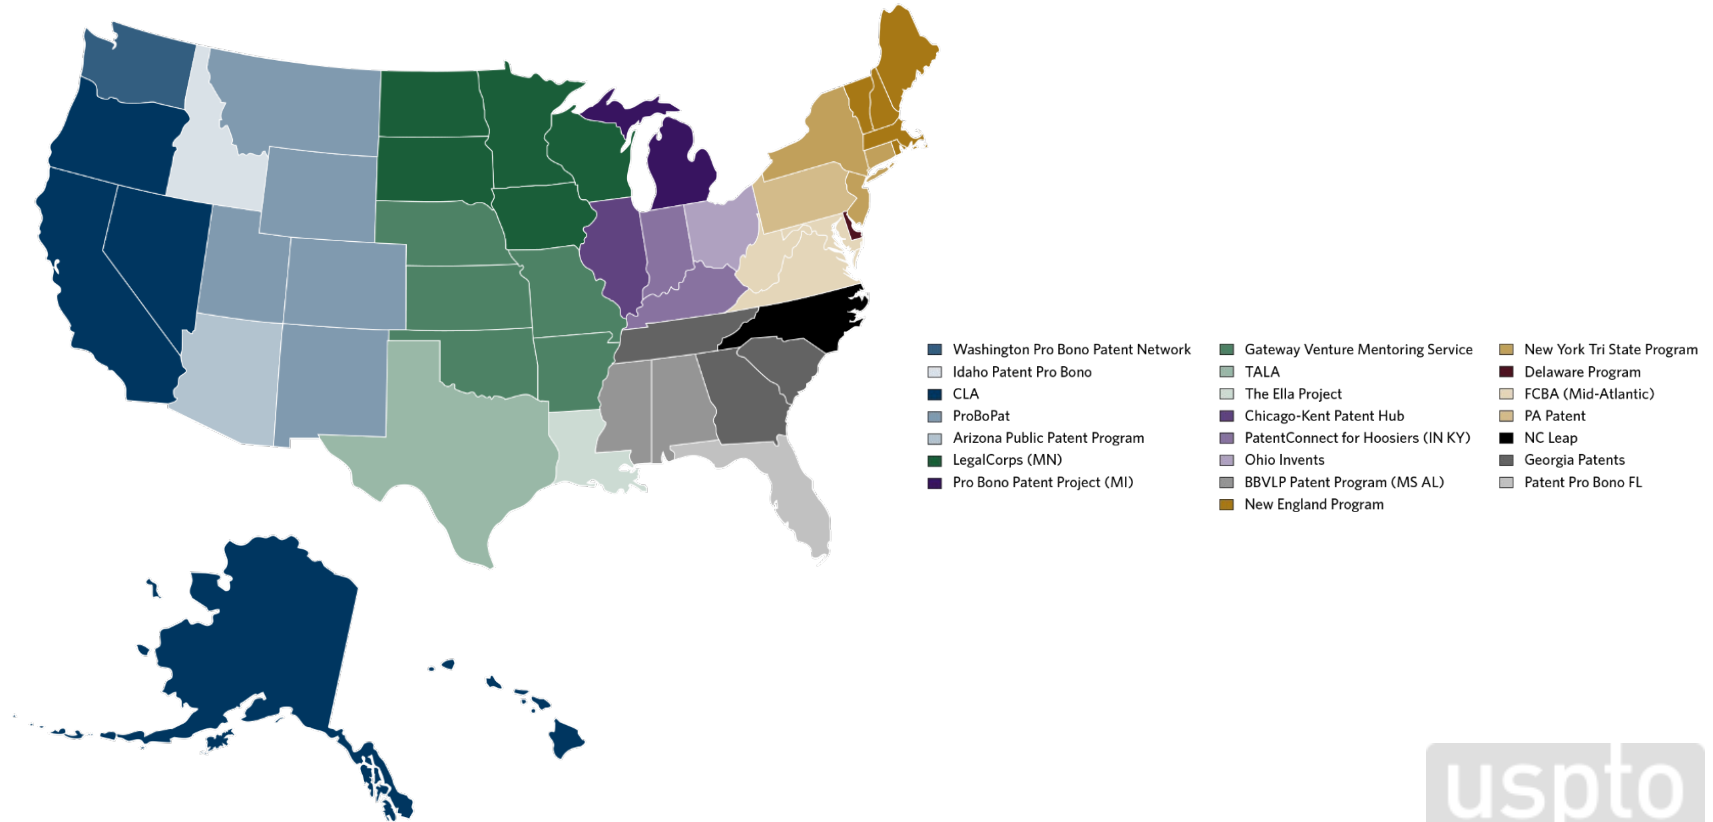 Washington Pro Bono Patent Network
Idaho Patent Pro Bono
CLA
ProBoPat
Arizona Public Patent Program
LegalCorps (MN)
Pro Bono Patent Project (MI)
Gateway Venture Mentoring Service
TALA
The Ella Project
Chicago-Kent Patent Hub
PatentConnect for Hoosiers (IN KY)
Ohio Invents
BBVLP Patent Program (MS AL)
New England Program
New York Tri State Program
Delaware Program
FCBA (Mid-Atlantic)
PA Patent
NC Leap
Georgia Patents
Patent Pro Bono FL
uspto